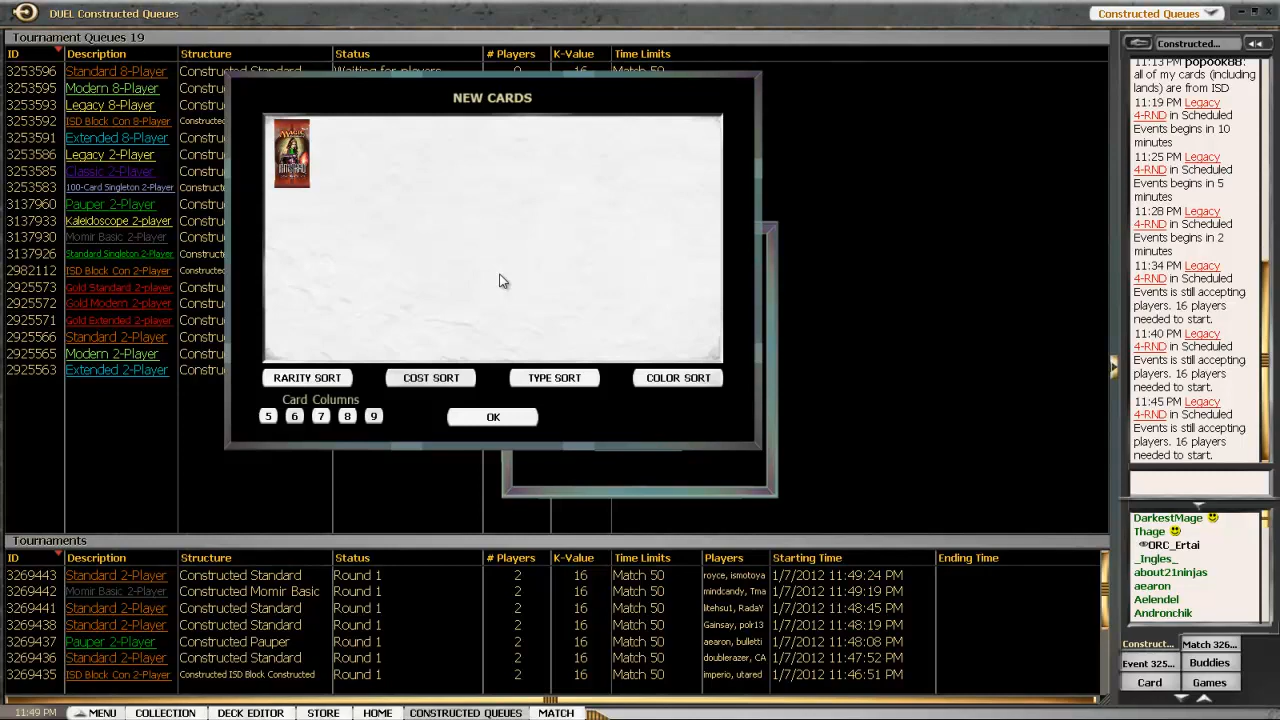 DUEL Constructed Queues
Constructed Queues
Tournament Queues 19
ID Description Structure Status # Players K-Value Time Limits
3253596 Standard 8-Player Constructed Standard Waiting for players 16 Match 50
3253595 Modern 8-Player Constru
3253593 Legacy 8-Player Constru
3253592 ISD Block Con 8-Player Constructed
3253591 Extended 8-Player Constru
3253586 Legacy 2-Player Constru
3253585 Classic 2-Player Constru
3253583 100-Card Singleton 2-Player Construct
3137960 Pauper 2-Player Constru
3137933 Kaleidoscope 2-player Constru
3137930 Momir Basic 2-Player Constru
3137926 Standard Singleton 2-Player Constru
2982112 ISD Block Con 2-Player Constructed
2925573 Gold Standard 2-player Constru
2925572 Gold Modern 2-player Constru
2925571 Gold Extended 2-player Constru
2925566 Standard 2-Player Constru
2925565 Modern 2-Player Constru
2925563 Extended 2-Player Constru
NEW CARDS
MAGIC
RARITY SORT COST SORT TYPE SORT COLOR SORT
Card Columns
5 6 7 8 9
OK
Constructed...
11:13 PM popook88:
all of my cards (including
lands) are from ISD
11:19 PM Legacy
4-RND in Scheduled
Events begins in 10
minutes
11:25 PM Legacy
4-RND in Scheduled
Events begins in 5
minutes
11:28 PM Legacy
4-RND in Scheduled
Events begins in 2
minutes
11:34 PM Legacy
4-RND in Scheduled
Events is still accepting
players. 16 players
needed to start.
11:40 PM Legacy
4-RND in Scheduled
Events is still accepting
players. 16 players
needed to start.
11:45 PM Legacy
4-RND in Scheduled
Events is still accepting
players. 16 players
needed to start.
DarkestMage
Thage
ORC_Ertai
_Ingles_
about21ninjas
aearon
Aelendel
Andronchik
Construct... Match 326...
Event 325... Buddies
Card Games
Tournaments
ID Description Structure Status # Players K-Value Time Limits Players Starting Time Ending Time
3269443 Standard 2-Player Constructed Standard Round 1 2 16 Match 50 royce, ismotoya 1/7/2012 11:49:24 PM
3269442 Momir Basic 2-Player Constructed Momir Basic Round 1 2 16 Match 50 mindcandy, Tma 1/7/2012 11:49:19 PM
3269441 Standard 2-Player Constructed Standard Round 1 2 16 Match 50 litehsu1, RadaY 1/7/2012 11:48:45 PM
3269438 Standard 2-Player Constructed Standard Round 1 2 16 Match 50 Gainsay, polr13 1/7/2012 11:48:19 PM
3269437 Pauper 2-Player Constructed Pauper Round 1 2 16 Match 50 aearon, bulletti 1/7/2012 11:48:08 PM
3269436 Standard 2-Player Constructed Standard Round 1 2 16 Match 50 doublerazer, CA 1/7/2012 11:47:52 PM
3269435 ISD Block Con 2-Player Constructed ISD Block Constructed Round 1 2 16 Match 50 imperio, utared 1/7/2012 11:46:51 PM
11:49 PM MENU COLLECTION DECK EDITOR STORE HOME CONSTRUCTED QUEUES MATCH